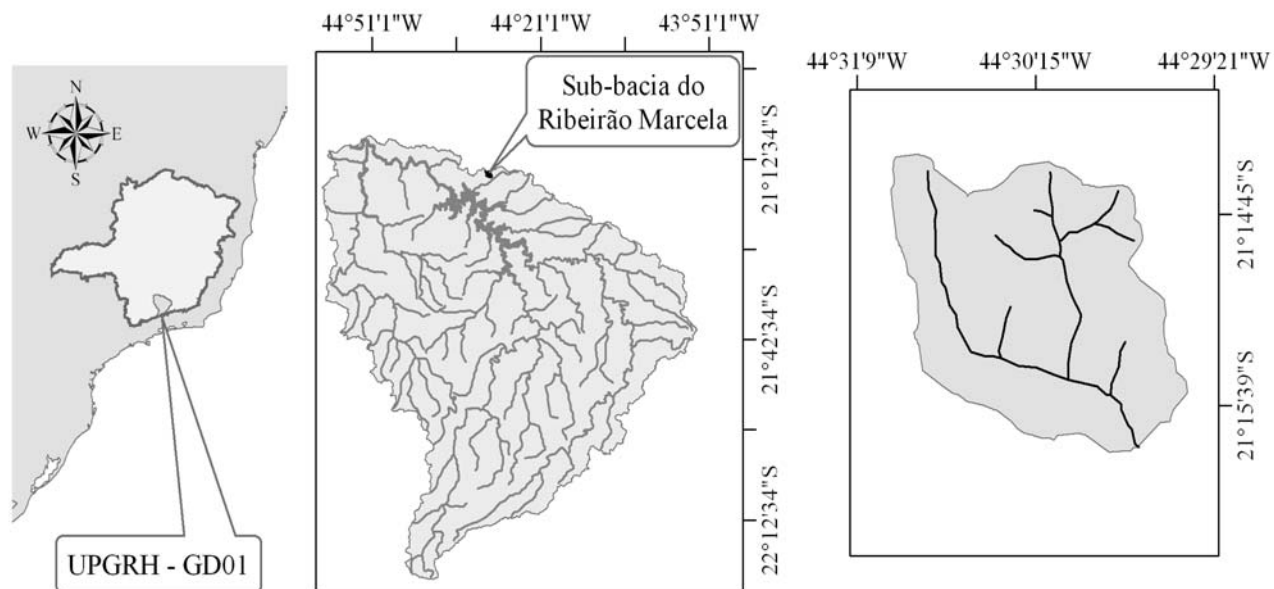 44°51'1"W 44°21'1"W 43°51'1"W
44°31'9"W 44°30'15"W 44°29'21"W
N
W E
S
Sub-bacia do
Ribeirão Marcela
21°12'34"S
21°42'34"S
22°12'34"S
21°14'45"S
21°15'39"S
UPGRH - GD01